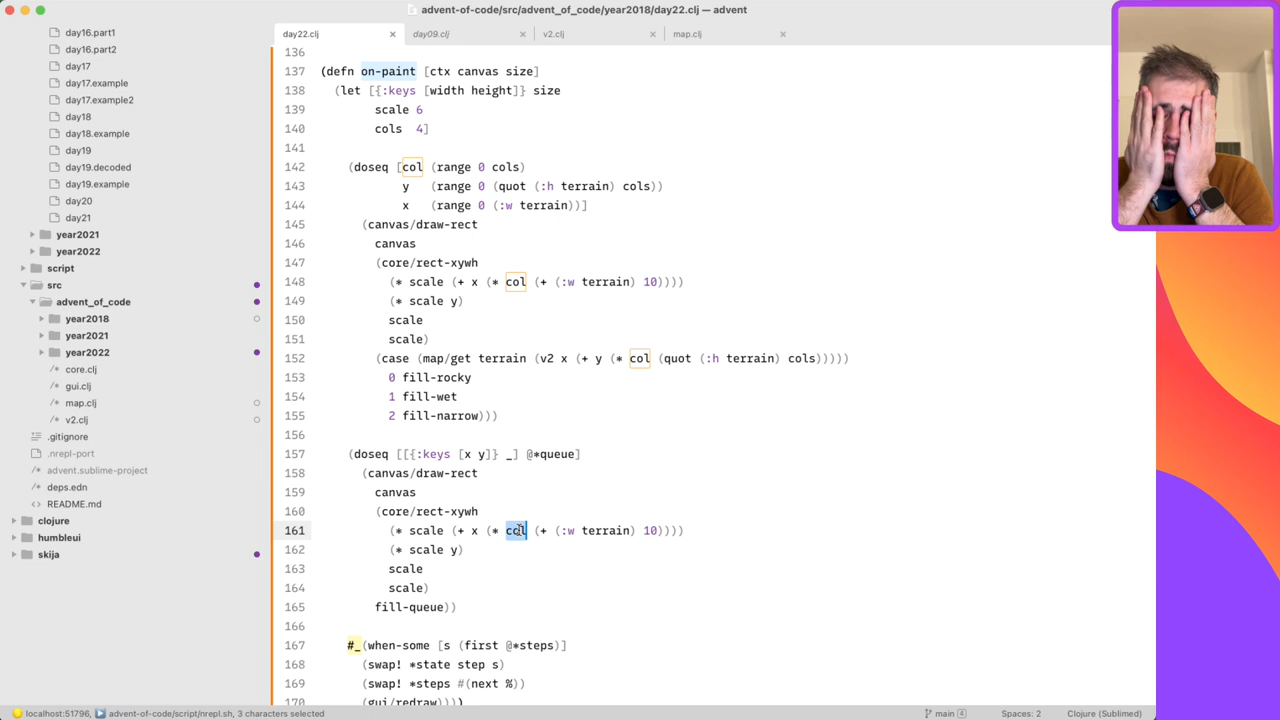 advent-of-code/src/advent_of_code/year2018/day22.clj — advent
day22.clj
day09.clj
v2.clj
map.clj
day16.part1
day16.part2
day17
day17.example
day17.example2
day18
day18.example
day19
day19.decoded
day19.example
day20
day21
year2021
year2022
script
src
advent_of_code
year2018
year2021
year2022
core.clj
gui.clj
map.clj
v2.clj
.gitignore
.nrepl-port
advent.sublime-project
deps.edn
README.md
clojure
humbleui
skija
136
137 (defn on-paint [ctx canvas size]
138 (let [{:keys [width height]} size
139 scale 6
140 cols 4]
141
142 (doseq [col (range 0 cols)
143 y (range 0 (quot (:h terrain) cols))
144 x (range 0 (:w terrain))]
145 (canvas/draw-rect
146 canvas
147 (core/rect-xywh
148 (* scale (+ x (* col (+ (:w terrain) 10))))
149 (* scale y)
150 scale
151 scale)
152 (case (map/get terrain (v2 x (+ y (* col (quot (:h terrain) cols)))))
153 0 fill-rocky
154 1 fill-wet
155 2 fill-narrow)))
156
157 (doseq [[{:keys [x y]} _] @*queue]
158 (canvas/draw-rect
159 canvas
160 (core/rect-xywh
161 (* scale (+ x (* col (+ (:w terrain) 10))))
162 (* scale y)
163 scale
164 scale)
165 fill-queue))
166
167 #_(when-some [s (first @*steps)]
168 (swap! *state step s)
169 (swap! *steps #(next %))
170 (gui/redraw))))
localhost:51796, advent-of-code/script/nrepl.sh, 3 characters selected
main 4
Spaces: 2
Clojure (Sublimed)